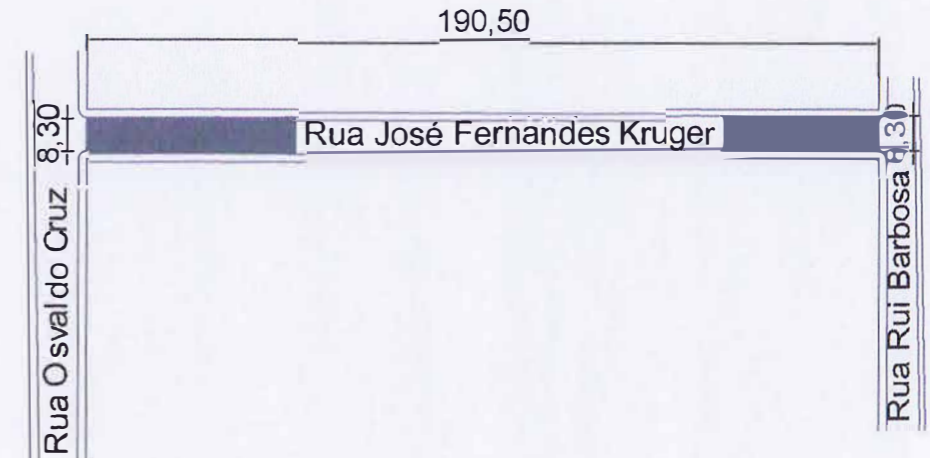 190,50
8,30
Rua José Fernandes Kruger
8,30
Rua Osvaldo Cruz
Rua Rui Barbosa